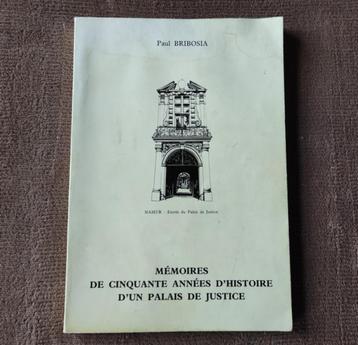 Paul BRIBOSIA
NAMUR - Entrée du Palais de Justice
MÉMOIRES
DE CINQUANTE ANNÉES D'HISTOIRE
D'UN PALAIS DE JUSTICE